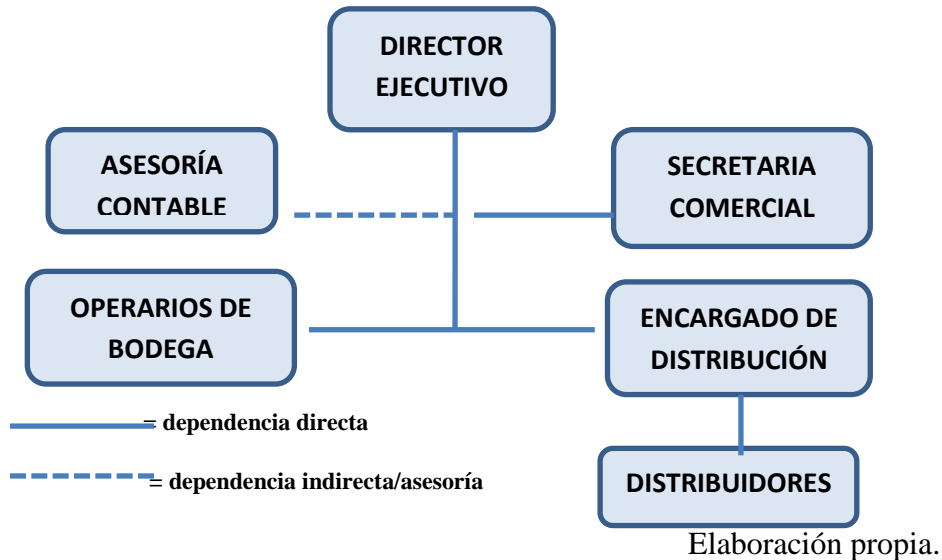 DIRECTOR
EJECUTIVO
ASESORÍA
CONTABLE
SECRETARIA
COMERCIAL
OPERARIOS DE
BODEGA
ENCARGADO DE
DISTRIBUCIÓN
= dependencia directa
= dependencia indirecta/asesoría
DISTRIBUIDORES
Elaboración propia.